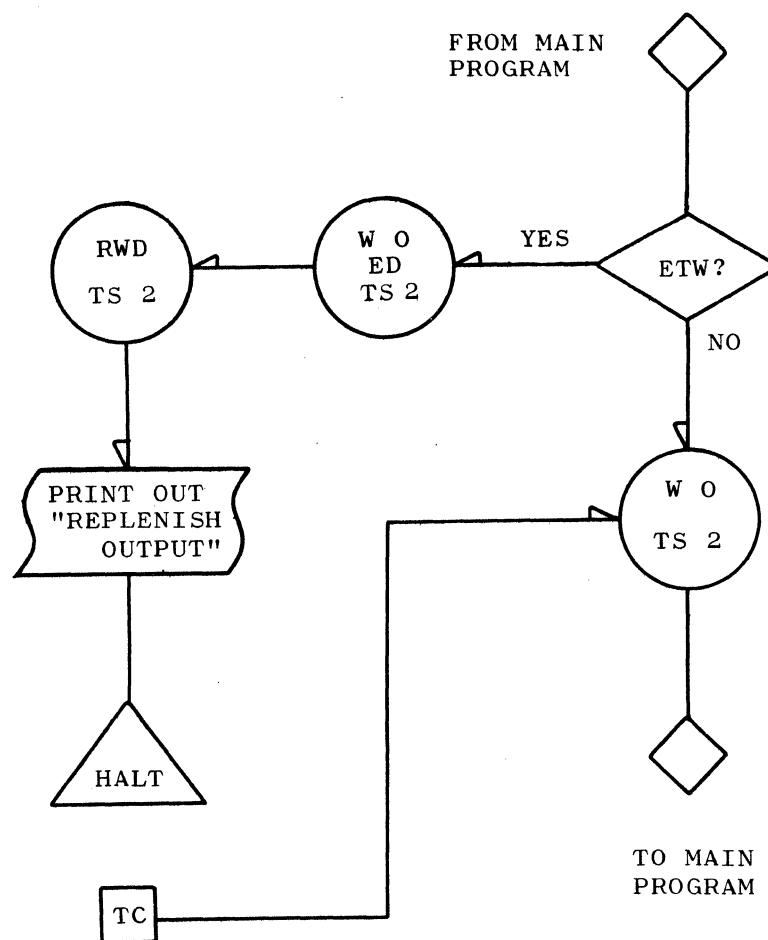 FROM MAIN
PROGRAM
ETW?
YES
W O
ED
TS 2
RWD
TS 2
PRINT OUT
"REPLENISH
OUTPUT"
HALT
NO
W O
TS 2
TO MAIN
PROGRAM
TC